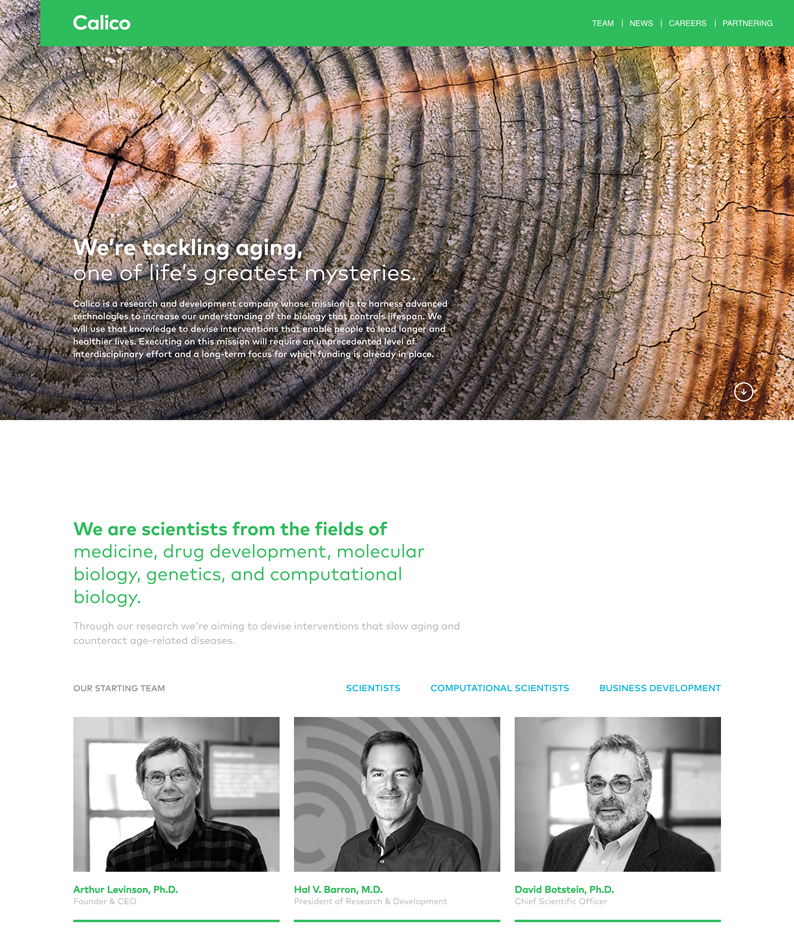 Calico
TEAM | NEWS | CAREERS | PARTNERING
We're tackling aging,
one of life's greatest mysteries.
Calico is a research and development company whose mission is to harness advanced
technologies to increase our understanding of the biology that controls lifespan. We
will use that knowledge to devise interventions that enable people to lead longer and
healthier lives. Executing on this mission will require an unprecedented level of
interdisciplinary effort and a long-term focus for which funding is already in place.
We are scientists from the fields of
medicine, drug development, molecular
biology, genetics, and computational
biology.
Through our research we're aiming to devise interventions that slow aging and
counteract age-related diseases.
OUR STARTING TEAM
SCIENTISTS
COMPUTATIONAL SCIENTISTS
BUSINESS DEVELOPMENT
Arthur Levinson, Ph.D.
Founder & CEO
Hal V. Barron, M.D.
President of Research & Development
David Botstein, Ph.D.
Chief Scientific Officer